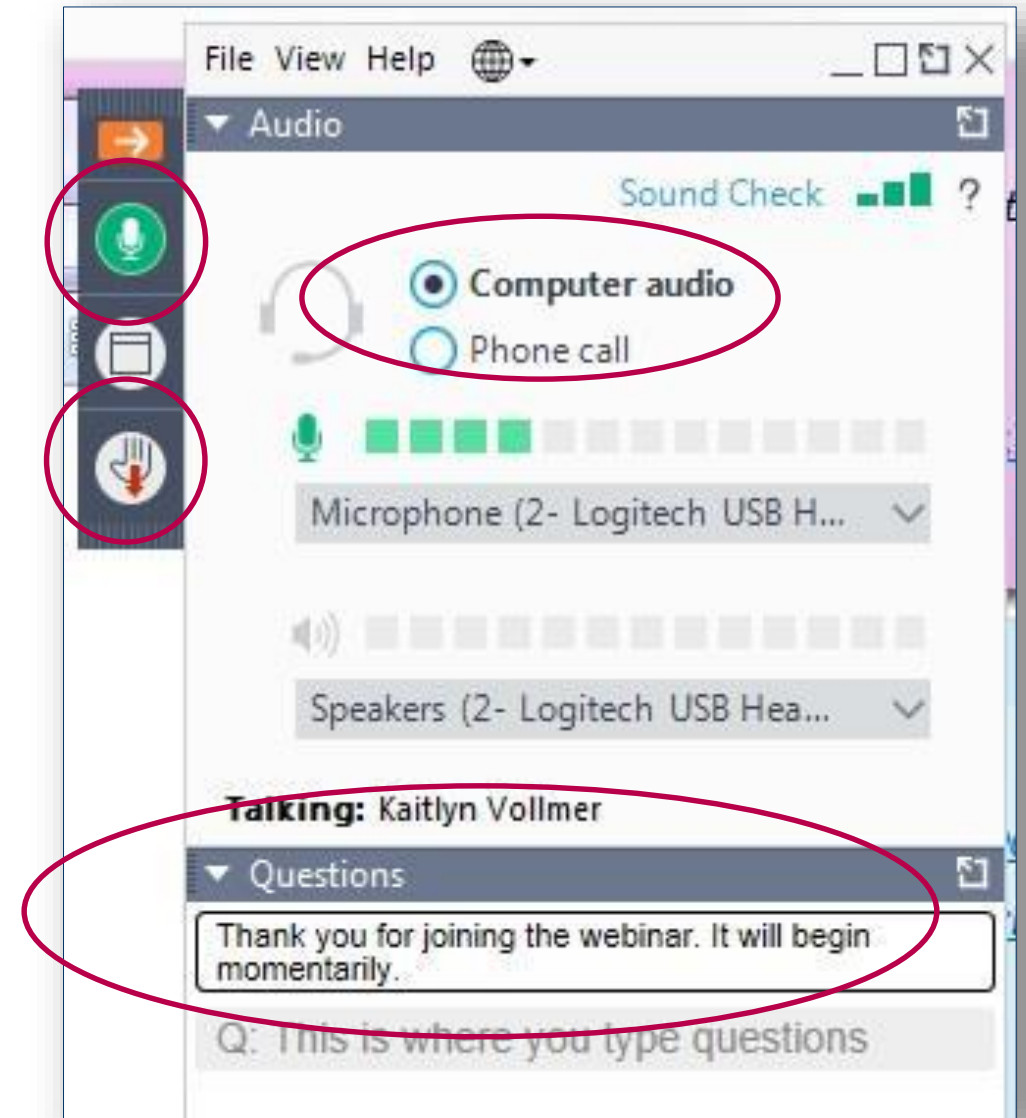 File View Help
Audio
Sound Check ?
Computer audio
Phone call
Microphone (2- Logitech USB H...
Speakers (2- Logitech USB Hea...
Talking: Kaitlyn Vollmer
Questions
Thank you for joining the webinar. It will begin
momentarily.
Q: This is where you type questions